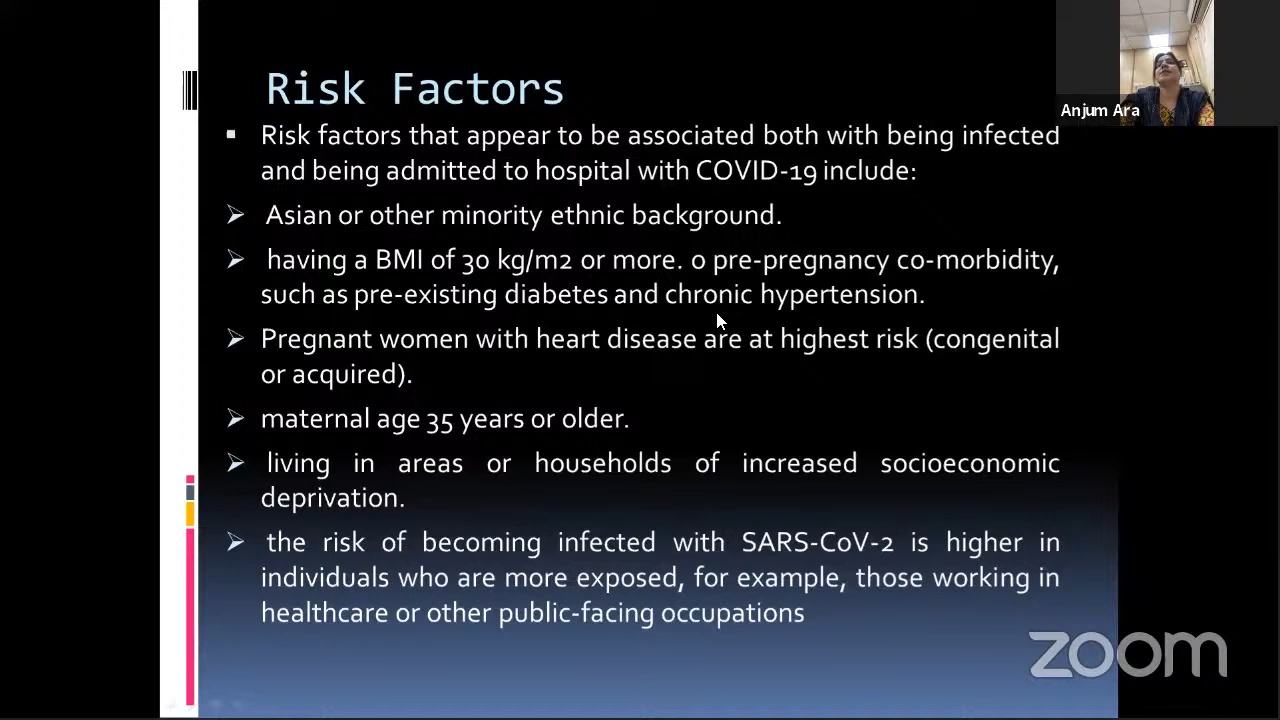 Risk Factors
Anjum Ara
▪ Risk factors that appear to be associated both with being infected
and being admitted to hospital with COVID-19 include:
➢ Asian or other minority ethnic background.
➢ having a BMI of 30 kg/m2 or more. o pre-pregnancy co-morbidity,
such as pre-existing diabetes and chronic hypertension.
➢ Pregnant women with heart disease are at highest risk (congenital
or acquired).
➢ maternal age 35 years or older.
➢ living in areas or households of increased socioeconomic
deprivation.
➢ the risk of becoming infected with SARS-CoV-2 is higher in
individuals who are more exposed, for example, those working in
healthcare or other public-facing occupations
zoom